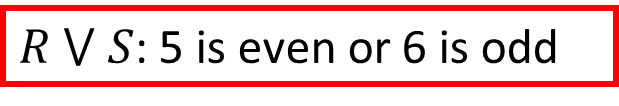 𝑅 ⋁ 𝑆: 5 is even or 6 is odd